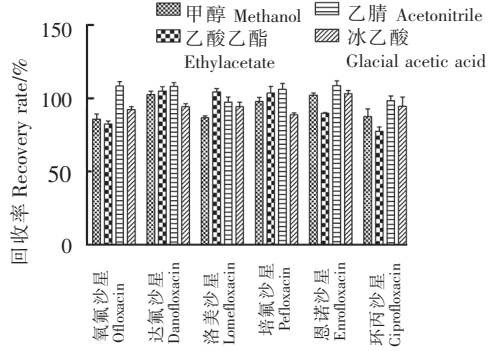 甲醇 Methanol
乙腈 Acetonitrile
乙酸乙酯
Ethylacetate
冰乙酸
Glacial acetic acid
回收率 Recovery rate/%
150
100
50
0
氧氟沙星
Ofloxacin
达氟沙星
Danofloxacin
洛美沙星
Lomefloxacin
培氟沙星
Pefloxacin
恩诺沙星
Enrofloxacin
环丙沙星
Ciprofloxacin